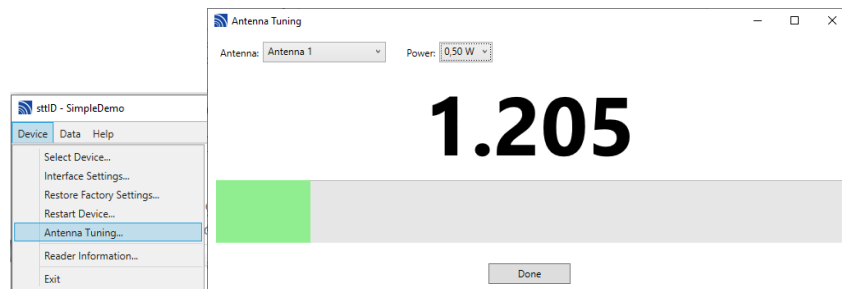 Antenna Tuning
Antenna: Antenna 1 Power: 0,50 W
1.205
Done
sttID - SimpleDemo
Device Data Help
Select Device...
Interface Settings...
Restore Factory Settings...
Restart Device...
Antenna Tuning...
Reader Information...
Exit